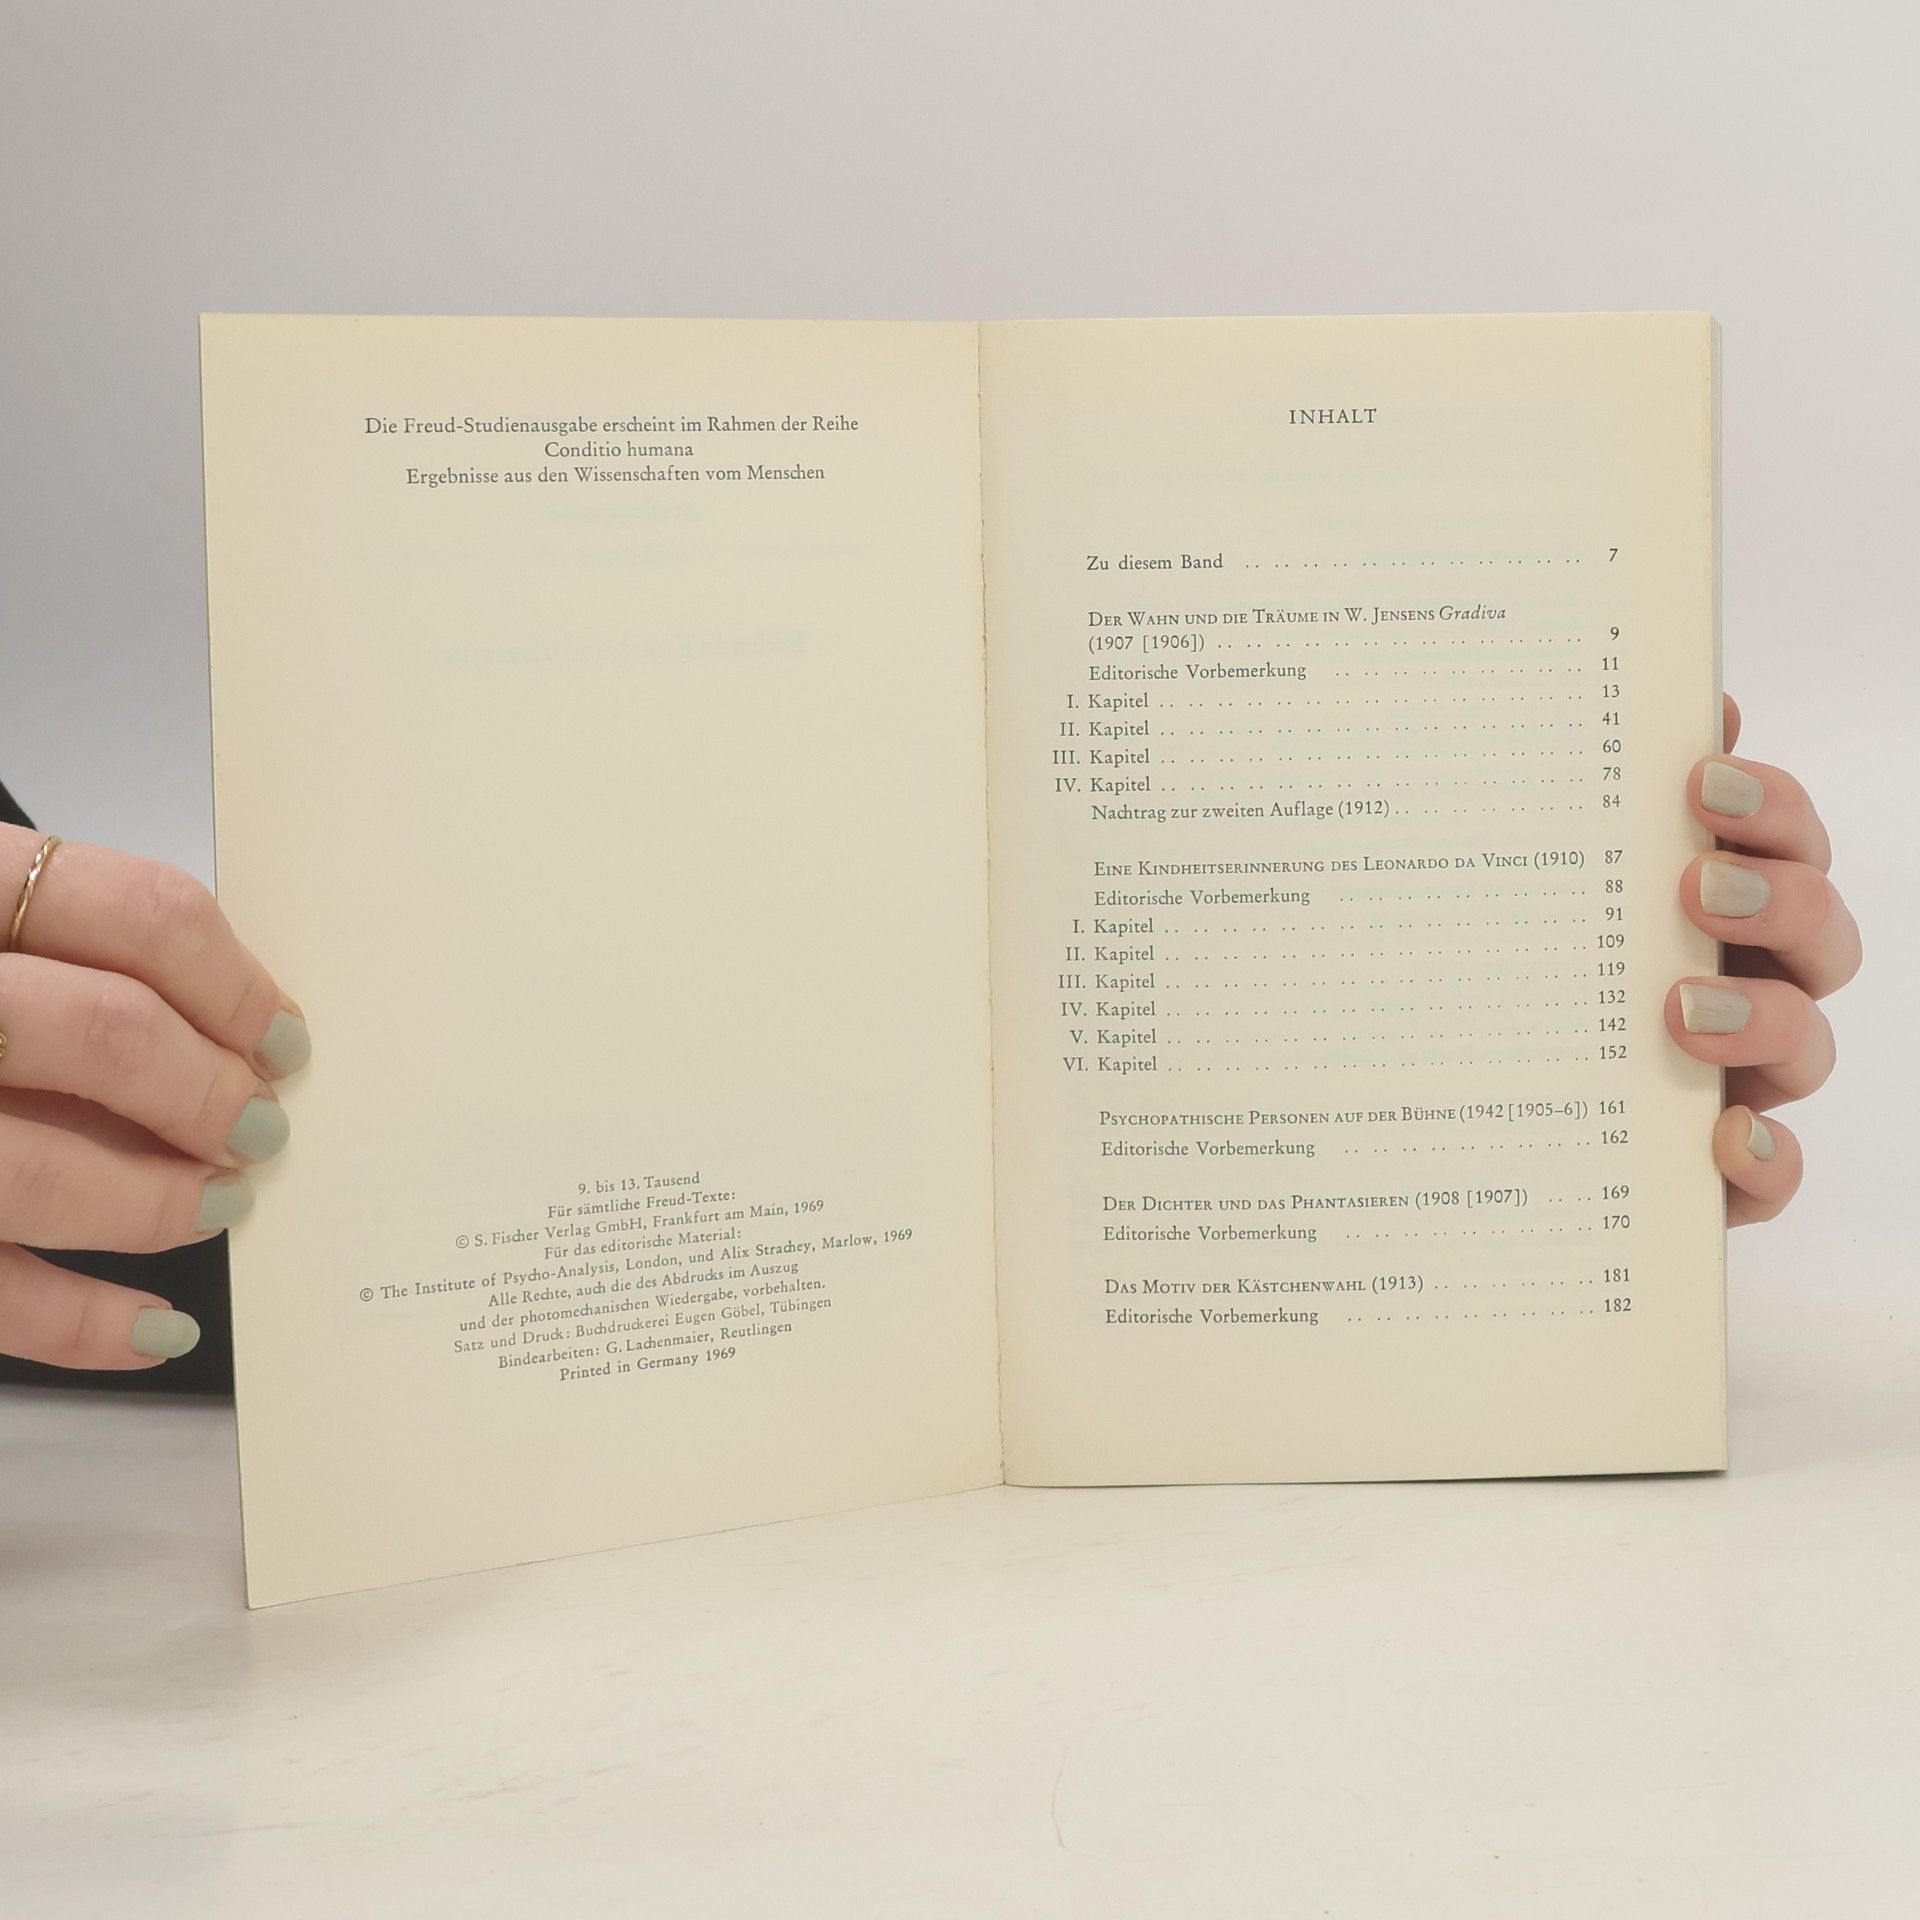 Die Freud-Studienausgabe erscheint im Rahmen der Reihe
Conditio humana
Ergebnisse aus den Wissenschaften vom Menschen
9. bis 13. Tausend
Für sämtliche Freud-Texte:
© S. Fischer Verlag GmbH, Frankfurt am Main, 1969
Für das editorische Material:
© The Institute of Psycho-Analysis, London, und Alix Strachey, Marlow, 1969
Alle Rechte, auch die des Abdrucks im Auszug
und der photomechanischen Wiedergabe, vorbehalten.
Satz und Druck: Buchdruckerei Eugen Göbel, Tübingen
Bindearbeiten: G. Lachenmaier, Reutlingen
Printed in Germany 1969
INHALT
Zu diesem Band . . . . . . . . . . . . . . . . . . . . . . . . 7
DER WAHN UND DIE TRÄUME IN W. JENSENS Gradiva
(1907 [1906]) . . . . . . . . . . . . . . . . . . . . . . . . . . 9
Editorische Vorbemerkung . . . . . . . . . . . . . . . . . . 11
I. Kapitel . . . . . . . . . . . . . . . . . . . . . . . . . . . . . . 13
II. Kapitel . . . . . . . . . . . . . . . . . . . . . . . . . . . . . . 41
III. Kapitel . . . . . . . . . . . . . . . . . . . . . . . . . . . . . . 60
IV. Kapitel . . . . . . . . . . . . . . . . . . . . . . . . . . . . . . 78
Nachtrag zur zweiten Auflage (1912) . . . . . . . . . . . . . . 84
EINE KINDHEITSERINNERUNG DES LEONARDO DA VINCI (1910) 87
Editorische Vorbemerkung . . . . . . . . . . . . . . . . . . 88
I. Kapitel . . . . . . . . . . . . . . . . . . . . . . . . . . . . . . 91
II. Kapitel . . . . . . . . . . . . . . . . . . . . . . . . . . . . . . 109
III. Kapitel . . . . . . . . . . . . . . . . . . . . . . . . . . . . . . 119
IV. Kapitel . . . . . . . . . . . . . . . . . . . . . . . . . . . . . . 132
V. Kapitel . . . . . . . . . . . . . . . . . . . . . . . . . . . . . . 142
VI. Kapitel . . . . . . . . . . . . . . . . . . . . . . . . . . . . . . 152
PSYCHOPATHISCHE PERSONEN AUF DER BÜHNE (1942 [1905–6]) 161
Editorische Vorbemerkung . . . . . . . . . . . . . . . . . . 162
DER DICHTER UND DAS PHANTASIEREN (1908 [1907]) . . . . 169
Editorische Vorbemerkung . . . . . . . . . . . . . . . . . . 170
DAS MOTIV DER KÄSTCHENWAHL (1913) . . . . . . . . . . . 181
Editorische Vorbemerkung . . . . . . . . . . . . . . . . . . 182